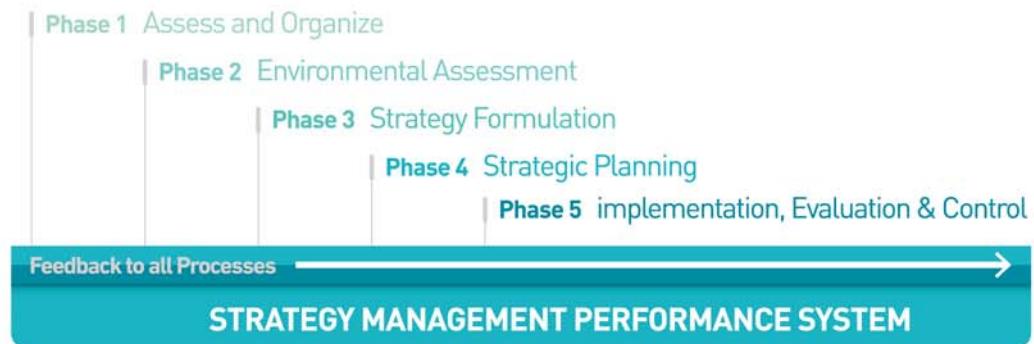 Phase 1 Assess and Organize
Phase 2 Environmental Assessment
Phase 3 Strategy Formulation
Phase 4 Strategic Planning
Phase 5 implementation, Evaluation & Control
Feedback to all Processes
STRATEGY MANAGEMENT PERFORMANCE SYSTEM